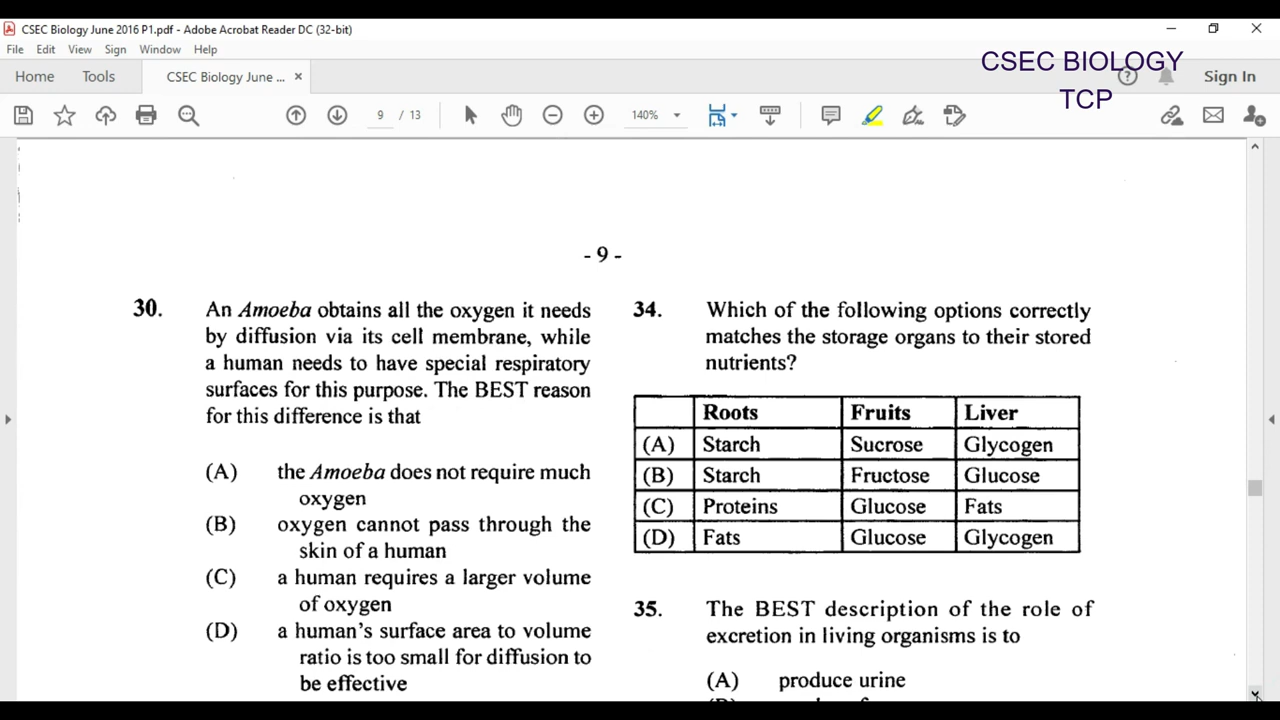 CSEC Biology June 2016 P1.pdf - Adobe Acrobat Reader DC (32-bit)
File Edit View Sign Window Help
CSEC BIOLOGY
TCP
Home Tools CSEC Biology June ... × Sign In
9 / 13 140%
- 9 -
30. An Amoeba obtains all the oxygen it needs
by diffusion via its cell membrane, while
a human needs to have special respiratory
surfaces for this purpose. The BEST reason
for this difference is that
(A) the Amoeba does not require much
oxygen
(B) oxygen cannot pass through the
skin of a human
(C) a human requires a larger volume
of oxygen
(D) a human's surface area to volume
ratio is too small for diffusion to
be effective
34. Which of the following options correctly
matches the storage organs to their stored
nutrients?
Roots Fruits Liver
(A) Starch Sucrose Glycogen
(B) Starch Fructose Glucose
(C) Proteins Glucose Fats
(D) Fats Glucose Glycogen
35. The BEST description of the role of
excretion in living organisms is to
(A) produce urine